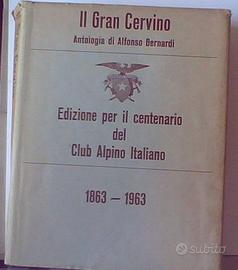 Il Gran Cervino
Antologia di Alfonso Bernardi
Edizione per il centenario
del
Club Alpino Italiano
1863 - 1963
subito